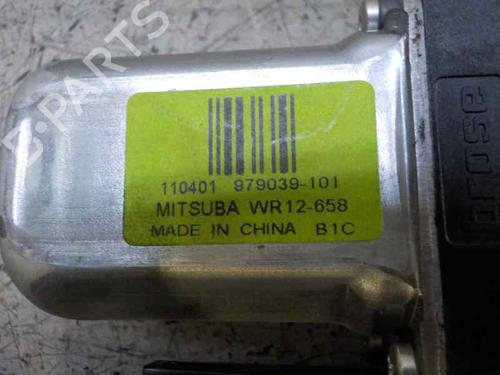 110401 979039-101
MITSUBA WR12-658
MADE IN CHINA B1C
brose
E-PARTS